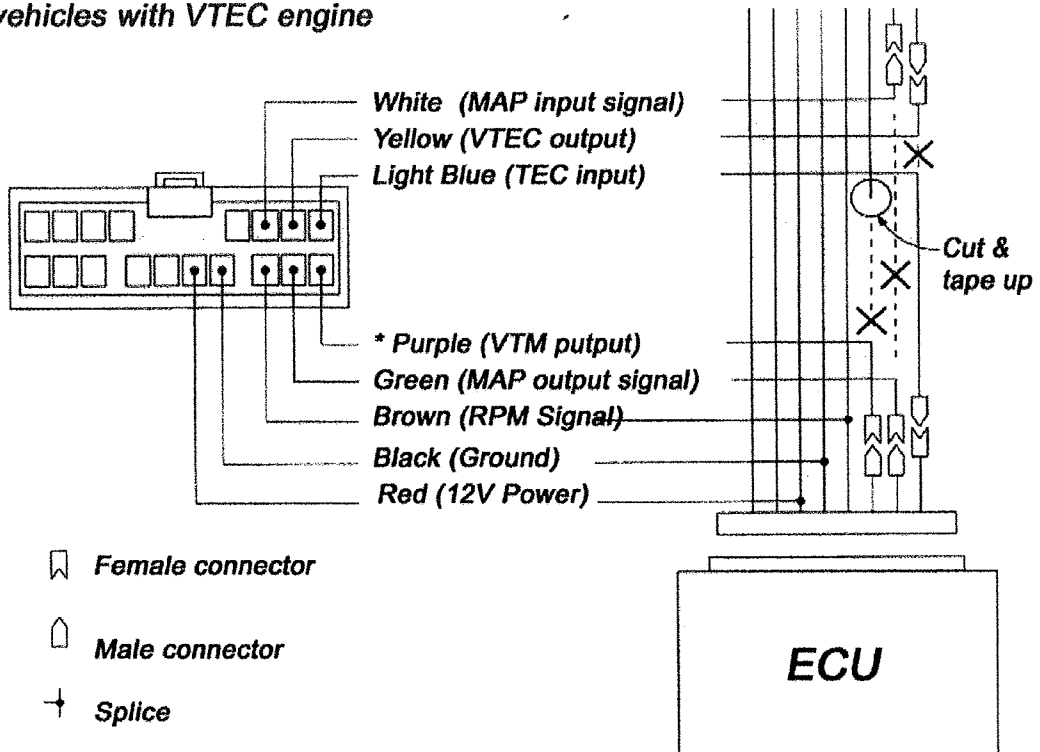 vehicles with VTEC engine
White (MAP input signal)
Yellow (VTEC output)
Light Blue (TEC input)
Cut &
tape up
* Purple (VTM putput)
Green (MAP output signal)
Brown (RPM Signal)
Black (Ground)
Red (12V Power)
Female connector
Male connector
Splice
ECU